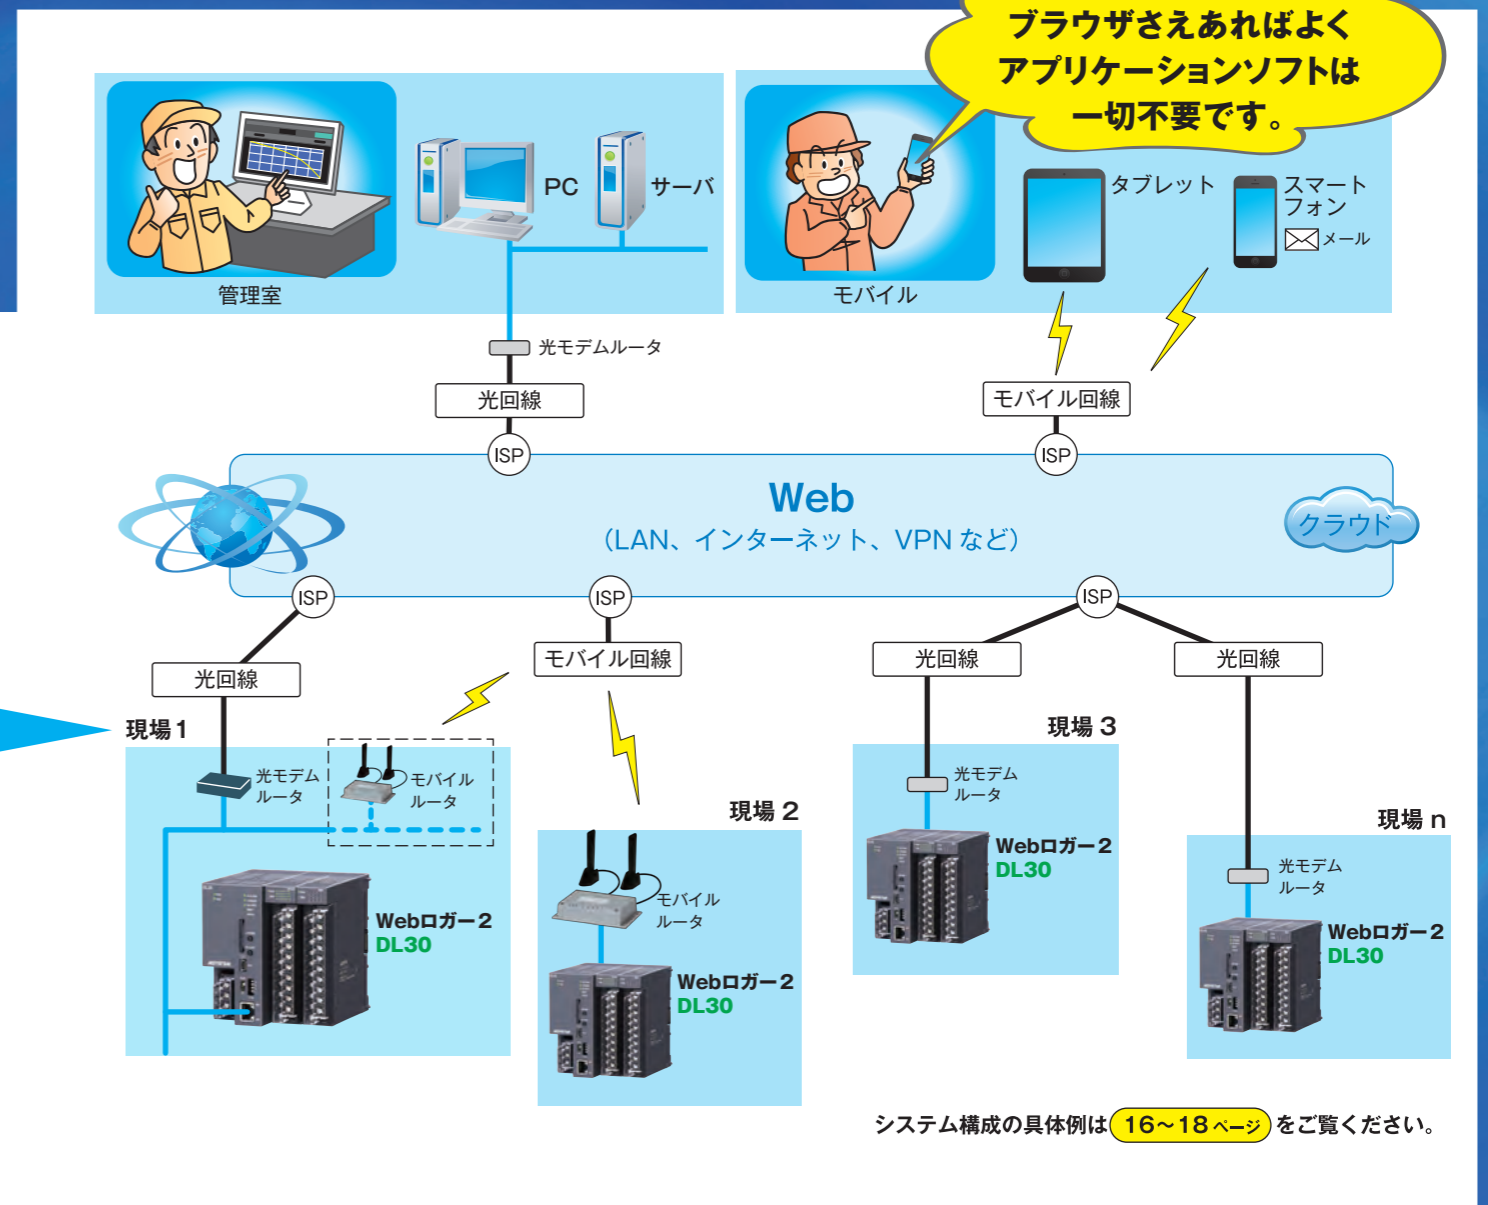 ブラウザさえあればよく
アプリケーションソフトは
一切不要です。
PC
サーバ
管理室
モバイル
タブレット
スマート
フォン
メール
光モデムルータ
光回線
モバイル回線
ISP
ISP
Web
（LAN、インターネット、VPN など）
クラウド
ISP
ISP
ISP
光回線
モバイル回線
光回線
光回線
現場1
光モデム
ルータ
モバイル
ルータ
Webロガー2
DL30
現場 2
モバイル
ルータ
Webロガー2
DL30
現場 3
光モデム
ルータ
Webロガー2
DL30
現場 n
光モデム
ルータ
Webロガー2
DL30
システム構成の具体例は 16～18 ページ をご覧ください。